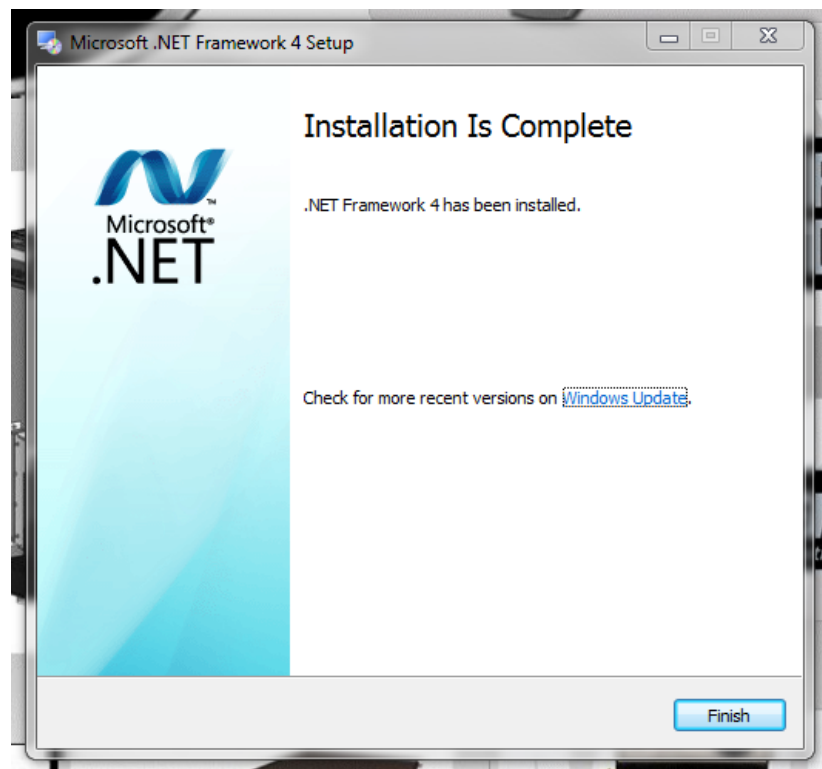 Microsoft .NET Framework 4 Setup
Installation Is Complete
Microsoft®
.NET
™
.NET Framework 4 has been installed.
Check for more recent versions on Windows Update.
Finish